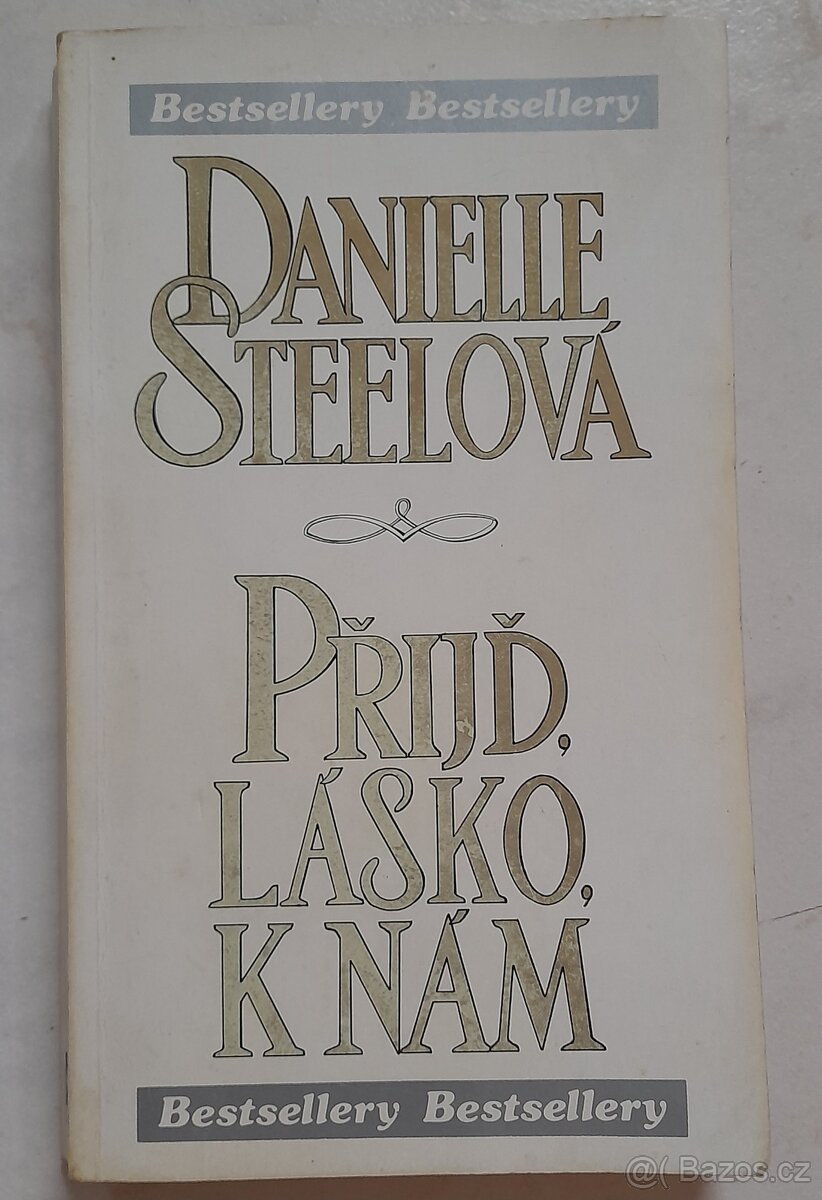 Bestsellery Bestsellery
DANIELLE
STEELOVÁ
PŘIJĎ,
LÁSKO,
K NÁM
Bestsellery Bestsellery
@( Bazos.cz